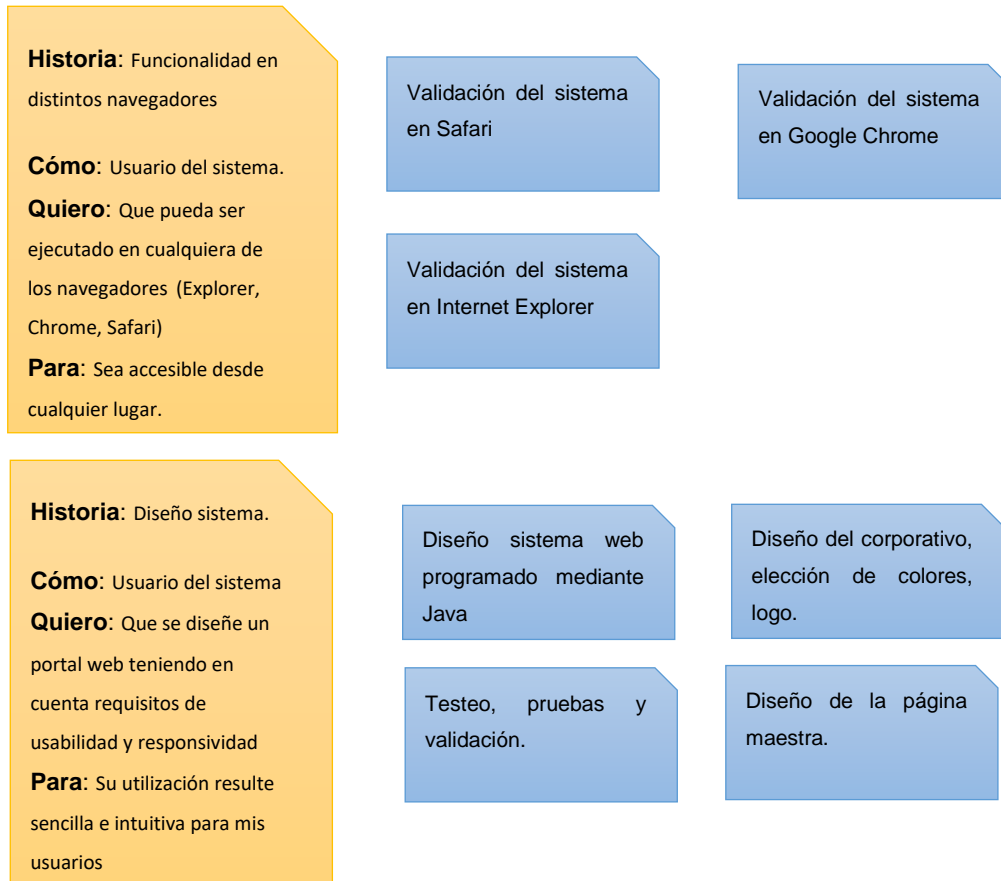 Historia: Funcionalidad en
distintos navegadores
Cómo: Usuario del sistema.
Quiero: Que pueda ser
ejecutado en cualquiera de
los navegadores (Explorer,
Chrome, Safari)
Para: Sea accesible desde
cualquier lugar.
Validación del sistema
en Safari
Validación del sistema
en Google Chrome
Validación del sistema
en Internet Explorer
Historia: Diseño sistema.
Cómo: Usuario del sistema
Quiero: Que se diseñe un
portal web teniendo en
cuenta requisitos de
usabilidad y responsividad
Para: Su utilización resulte
sencilla e intuitiva para mis
usuarios
Diseño sistema web
programado mediante
Java
Diseño del corporativo,
elección de colores,
logo.
Testeo, pruebas y
validación.
Diseño de la página
maestra.